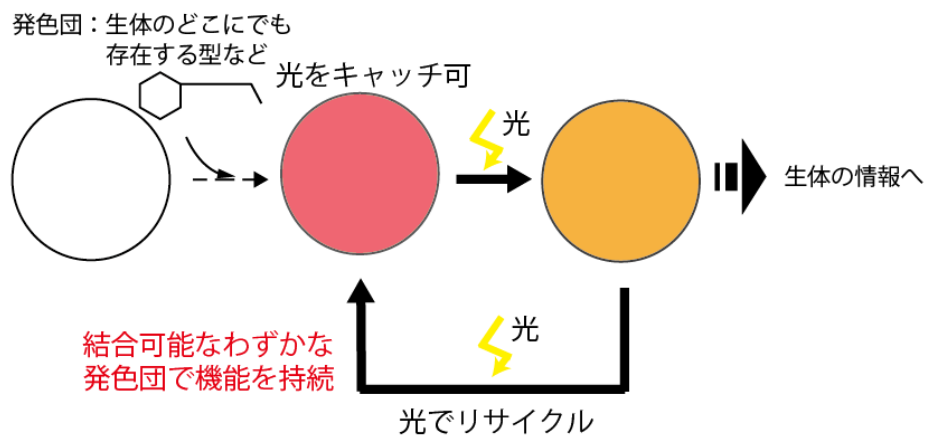 発色団：生体のどこにでも
存在する型など
光をキャッチ可
光
生体の情報へ
結合可能なわずかな
発色団で機能を持続
光
光でリサイクル